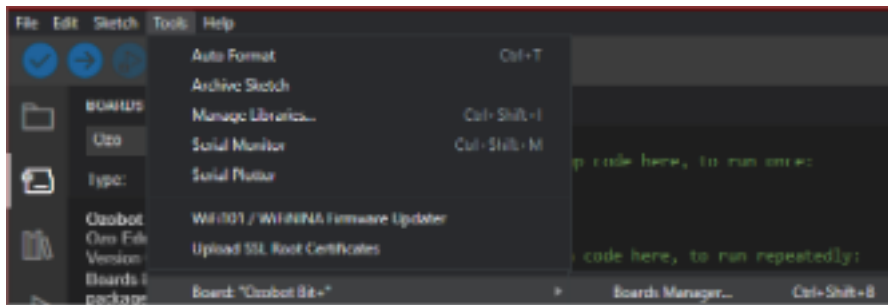 File Edit Sketch Tools Help
Auto Format Ctrl+T
Archive Sketch
Manage Libraries... Ctrl+Shift+I
Serial Monitor Ctrl+Shift+M
Serial Plotter
WiFi101 / WiFiNINA Firmware Updater
Upload SSL Root Certificates
Board: "Ozobot Bit+"
Boards Manager... Ctrl+Shift+B
BOARDS
Ozo
Type:
Ozobot
Ozo Edu
Version
Boards
package
p code here, to run once:
code here, to run repeatedly: